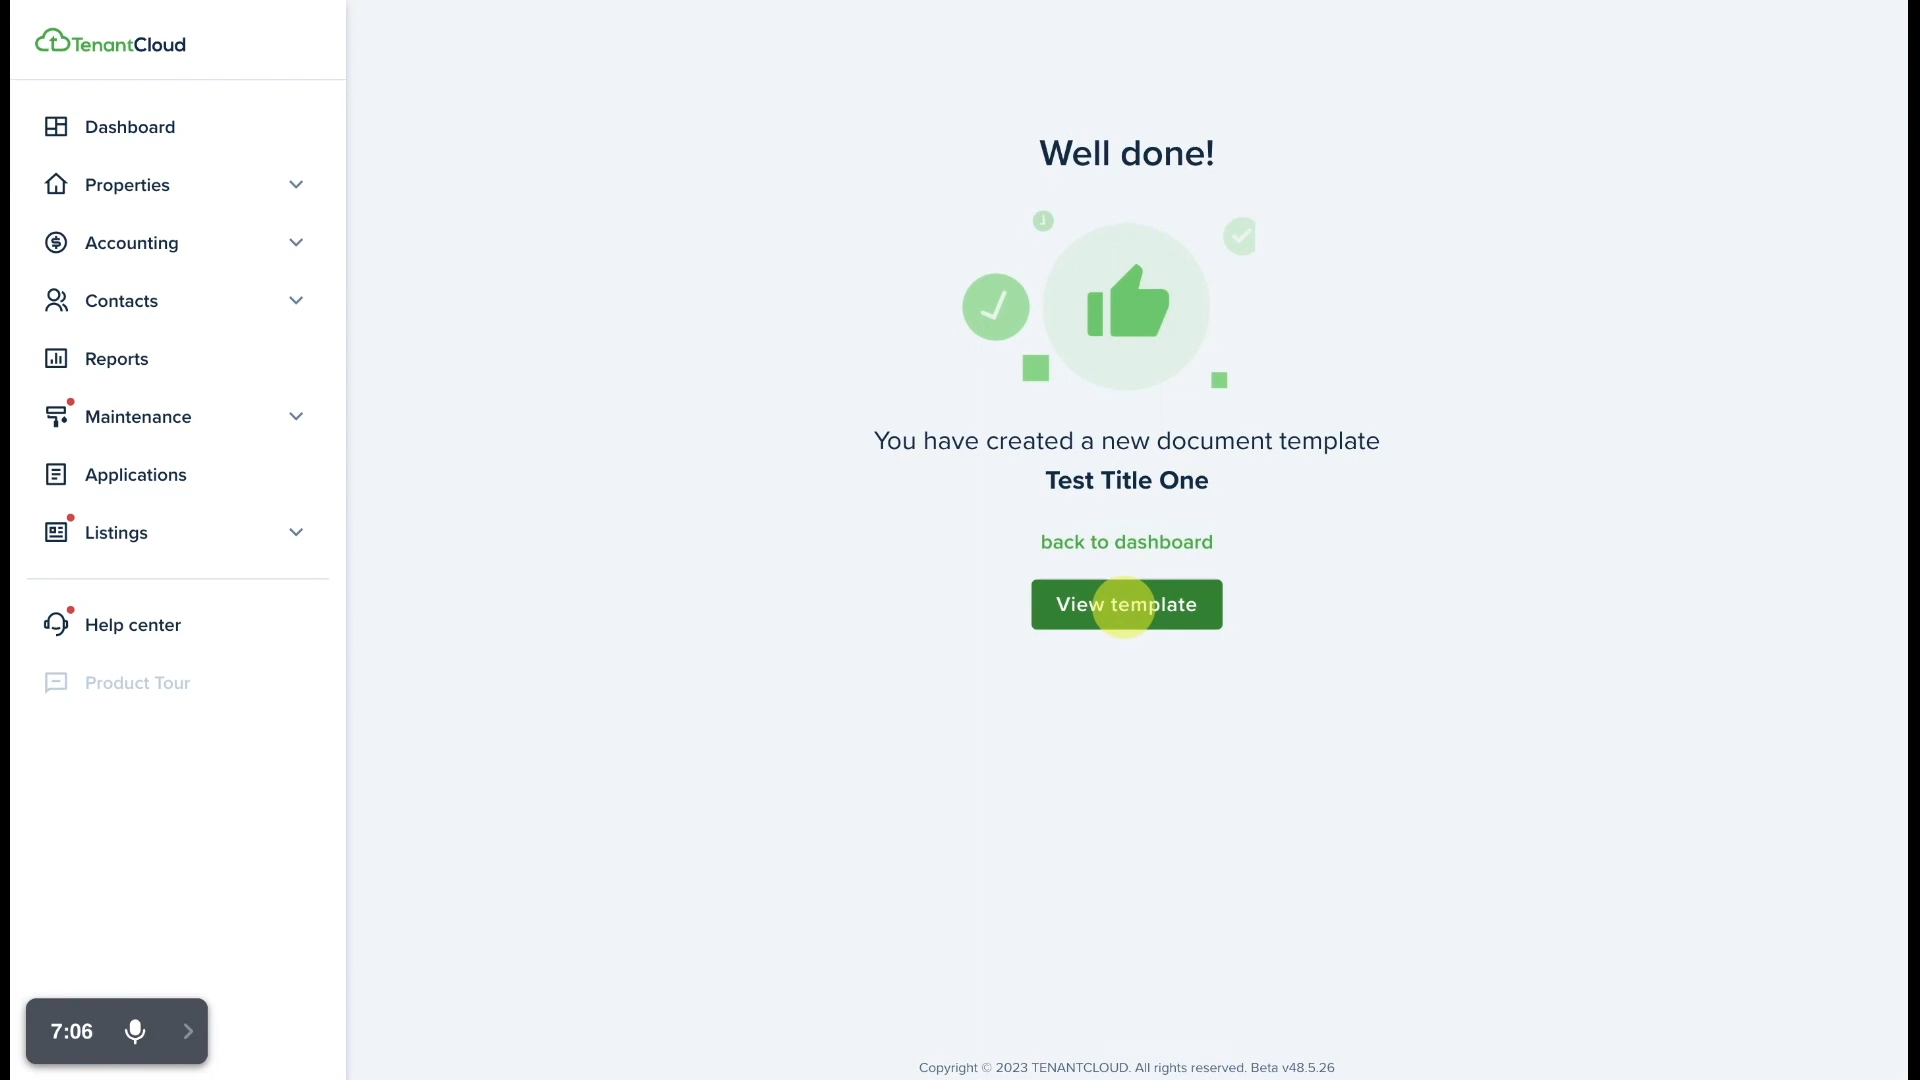 TenantCloud
Dashboard
Properties
Accounting
Contacts
Reports
Maintenance
Applications
Listings
Help center
Product Tour
7:06
Well done!
You have created a new document template
Test Title One
back to dashboard
View template
Copyright © 2023 TENANTCLOUD. All rights reserved. Beta v48.5.26